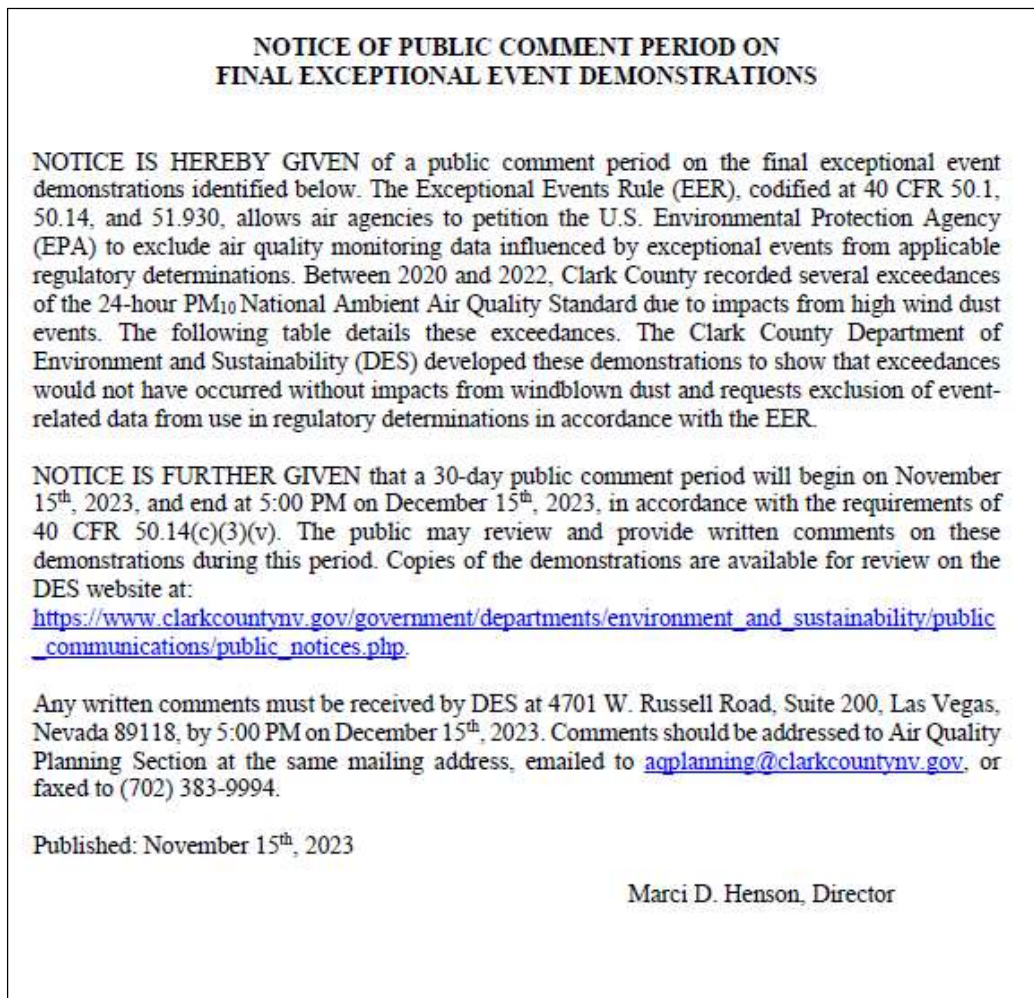 NOTICE OF PUBLIC COMMENT PERIOD ON
FINAL EXCEPTIONAL EVENT DEMONSTRATIONS
NOTICE IS HEREBY GIVEN of a public comment period on the final exceptional event
demonstrations identified below. The Exceptional Events Rule (EER), codified at 40 CFR 50.1,
50.14, and 51.930, allows air agencies to petition the U.S. Environmental Protection Agency
(EPA) to exclude air quality monitoring data influenced by exceptional events from applicable
regulatory determinations. Between 2020 and 2022, Clark County recorded several exceedances
of the 24-hour PM₁₀ National Ambient Air Quality Standard due to impacts from high wind dust
events. The following table details these exceedances. The Clark County Department of
Environment and Sustainability (DES) developed these demonstrations to show that exceedances
would not have occurred without impacts from windblown dust and requests exclusion of event-
related data from use in regulatory determinations in accordance with the EER.
NOTICE IS FURTHER GIVEN that a 30-day public comment period will begin on November
15th, 2023, and end at 5:00 PM on December 15th, 2023, in accordance with the requirements of
40 CFR 50.14(c)(3)(v). The public may review and provide written comments on these
demonstrations during this period. Copies of the demonstrations are available for review on the
DES website at:
https://www.clarkcountynv.gov/government/departments/environment_and_sustainability/public
_communications/public_notices.php.
Any written comments must be received by DES at 4701 W. Russell Road, Suite 200, Las Vegas,
Nevada 89118, by 5:00 PM on December 15th, 2023. Comments should be addressed to Air Quality
Planning Section at the same mailing address, emailed to aqplanning@clarkcountynv.gov, or
faxed to (702) 383-9994.
Published: November 15th, 2023
Marci D. Henson, Director